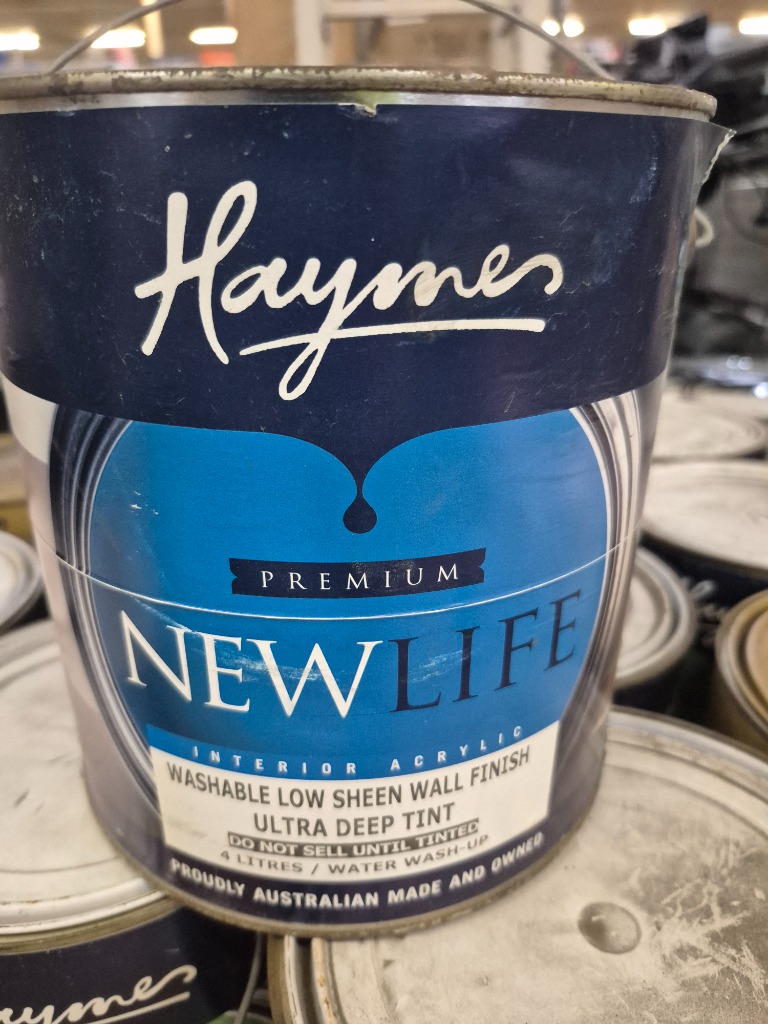 Haymes
PREMIUM
NEWLIFE
INTERIOR ACRYLIC
WASHABLE LOW SHEEN WALL FINISH
ULTRA DEEP TINT
DO NOT SELL UNTIL TINTED
4 LITRES / WATER WASH-UP
PROUDLY AUSTRALIAN MADE AND OWNED
aymes